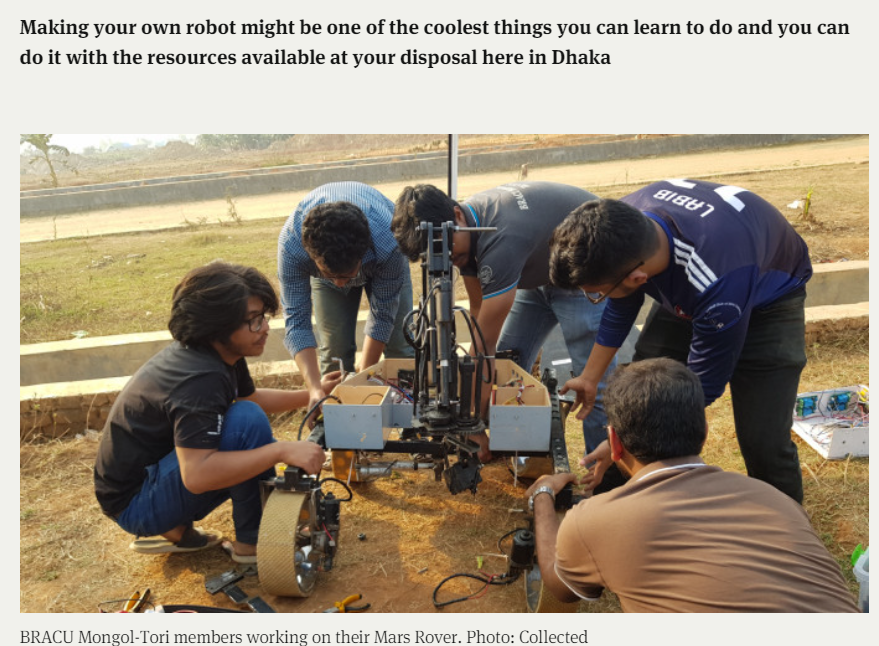 Making your own robot might be one of the coolest things you can learn to do and you can
do it with the resources available at your disposal here in Dhaka
LABIB
BRACU Mongol-Tori members working on their Mars Rover. Photo: Collected